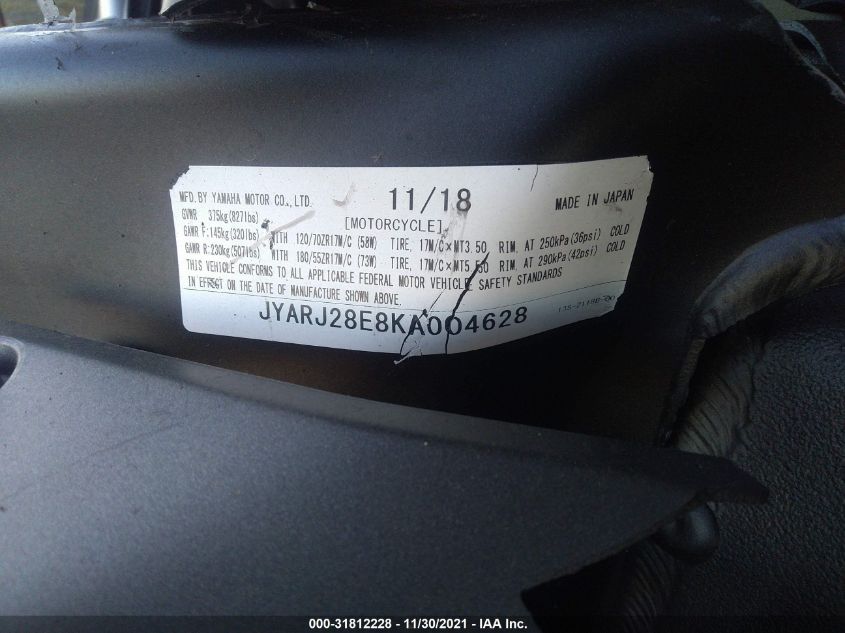 MFD. BY YAMAHA MOTOR CO., LTD. 11/18 MADE IN JAPAN
GVWR 375kg(827lbs) [MOTORCYCLE]
GAWR F: 145kg(320lbs) WITH 120/70ZR17M/C (58W) TIRE, 17M/C×MT3.50 RIM. AT 250kPa(36psi) COLD
GAWR R: 230kg(507lbs) WITH 180/55ZR17M/C (73W) TIRE, 17M/C×MT5.50 RIM. AT 290kPa(42psi) COLD
THIS VEHICLE CONFORMS TO ALL APPLICABLE FEDERAL MOTOR VEHICLE SAFETY STANDARDS
IN EFFECT ON THE DATE OF MANUFACTURE SHOWN ABOVE.
JYARJ28E8KA004628
000-31812228 - 11/30/2021 - IAA Inc.